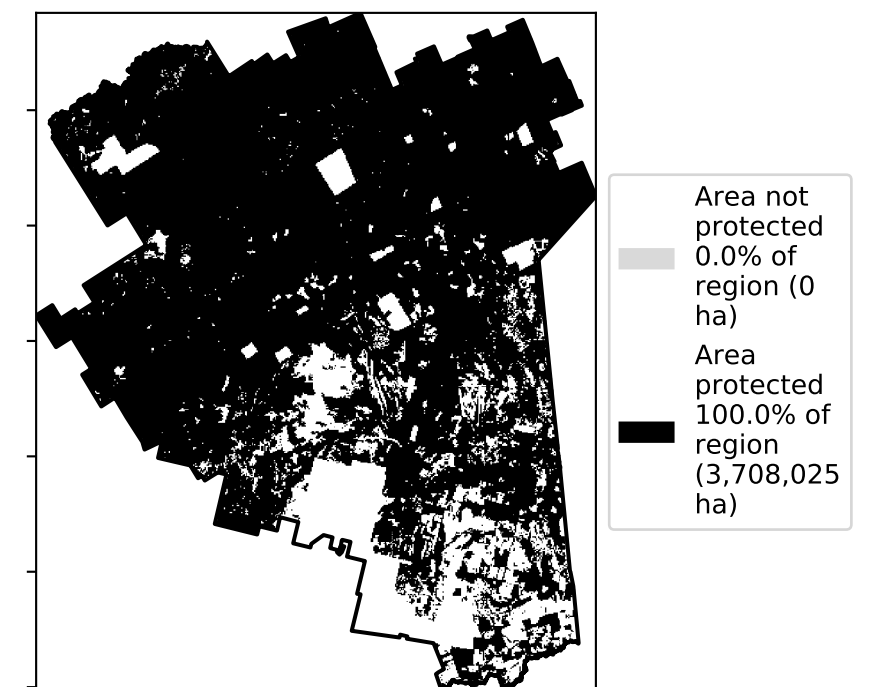 Area not
protected
0.0% of
region (0
ha)
Area
protected
100.0% of
region
(3,708,025
ha)